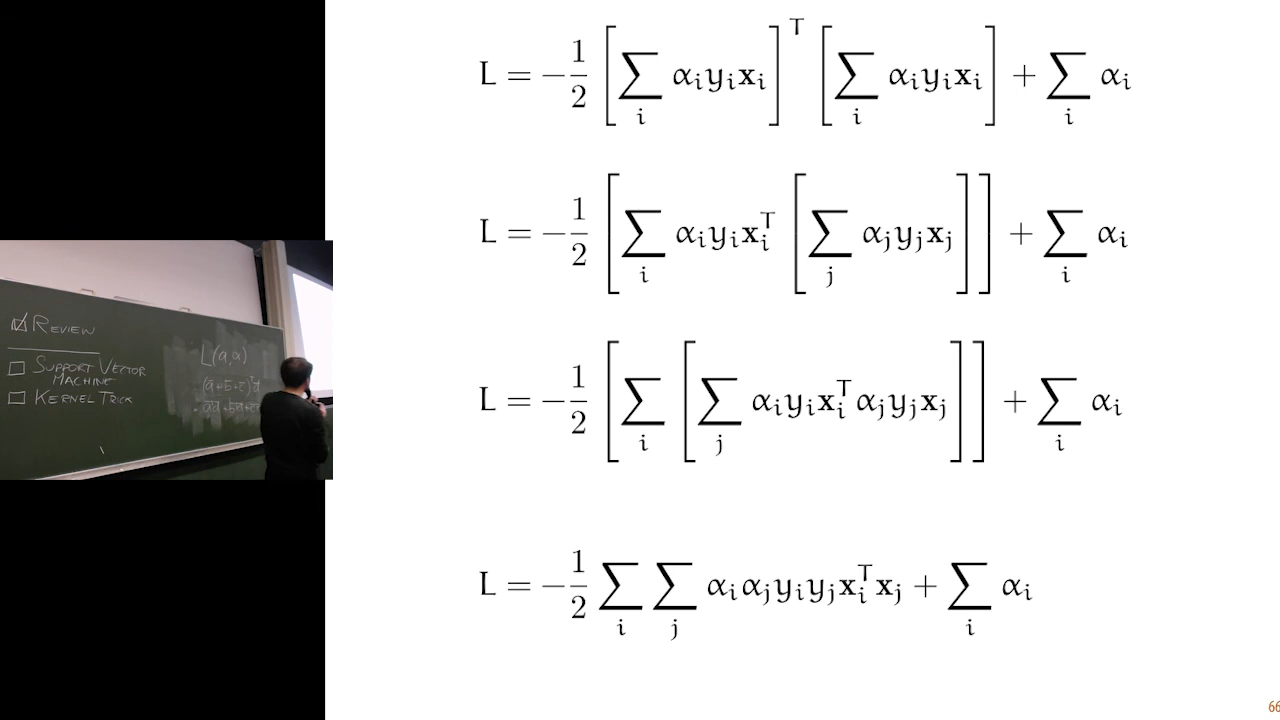 L = −1/2 [∑_i α_i y_i 𝐱_i]^T [∑_i α_i y_i 𝐱_i] + ∑_i α_i
L = −1/2 [∑_i α_i y_i 𝐱_i^T [∑_j α_j y_j 𝐱_j]] + ∑_i α_i
L = −1/2 [∑_i [∑_j α_i y_i 𝐱_i^T α_j y_j 𝐱_j]] + ∑_i α_i
L = −1/2 ∑_i ∑_j α_i α_j y_i y_j 𝐱_i^T 𝐱_j + ∑_i α_i
66
REVIEW
SUPPORT VECTOR
MACHINE
KERNEL TRICK